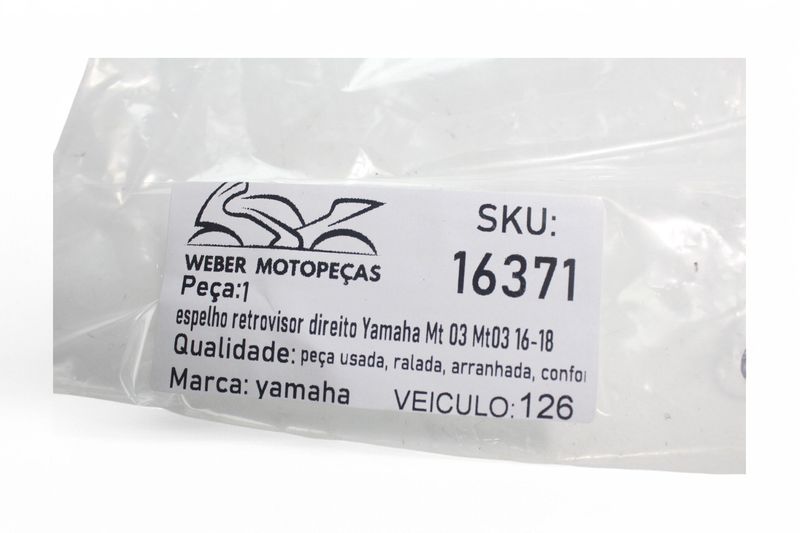 WEBER MOTOPEÇAS
SKU:
16371
Peça:1
espelho retrovisor direito Yamaha Mt 03 Mt03 16-18
Qualidade: peça usada, ralada, arranhada, confor
Marca: yamaha
VEICULO: 126